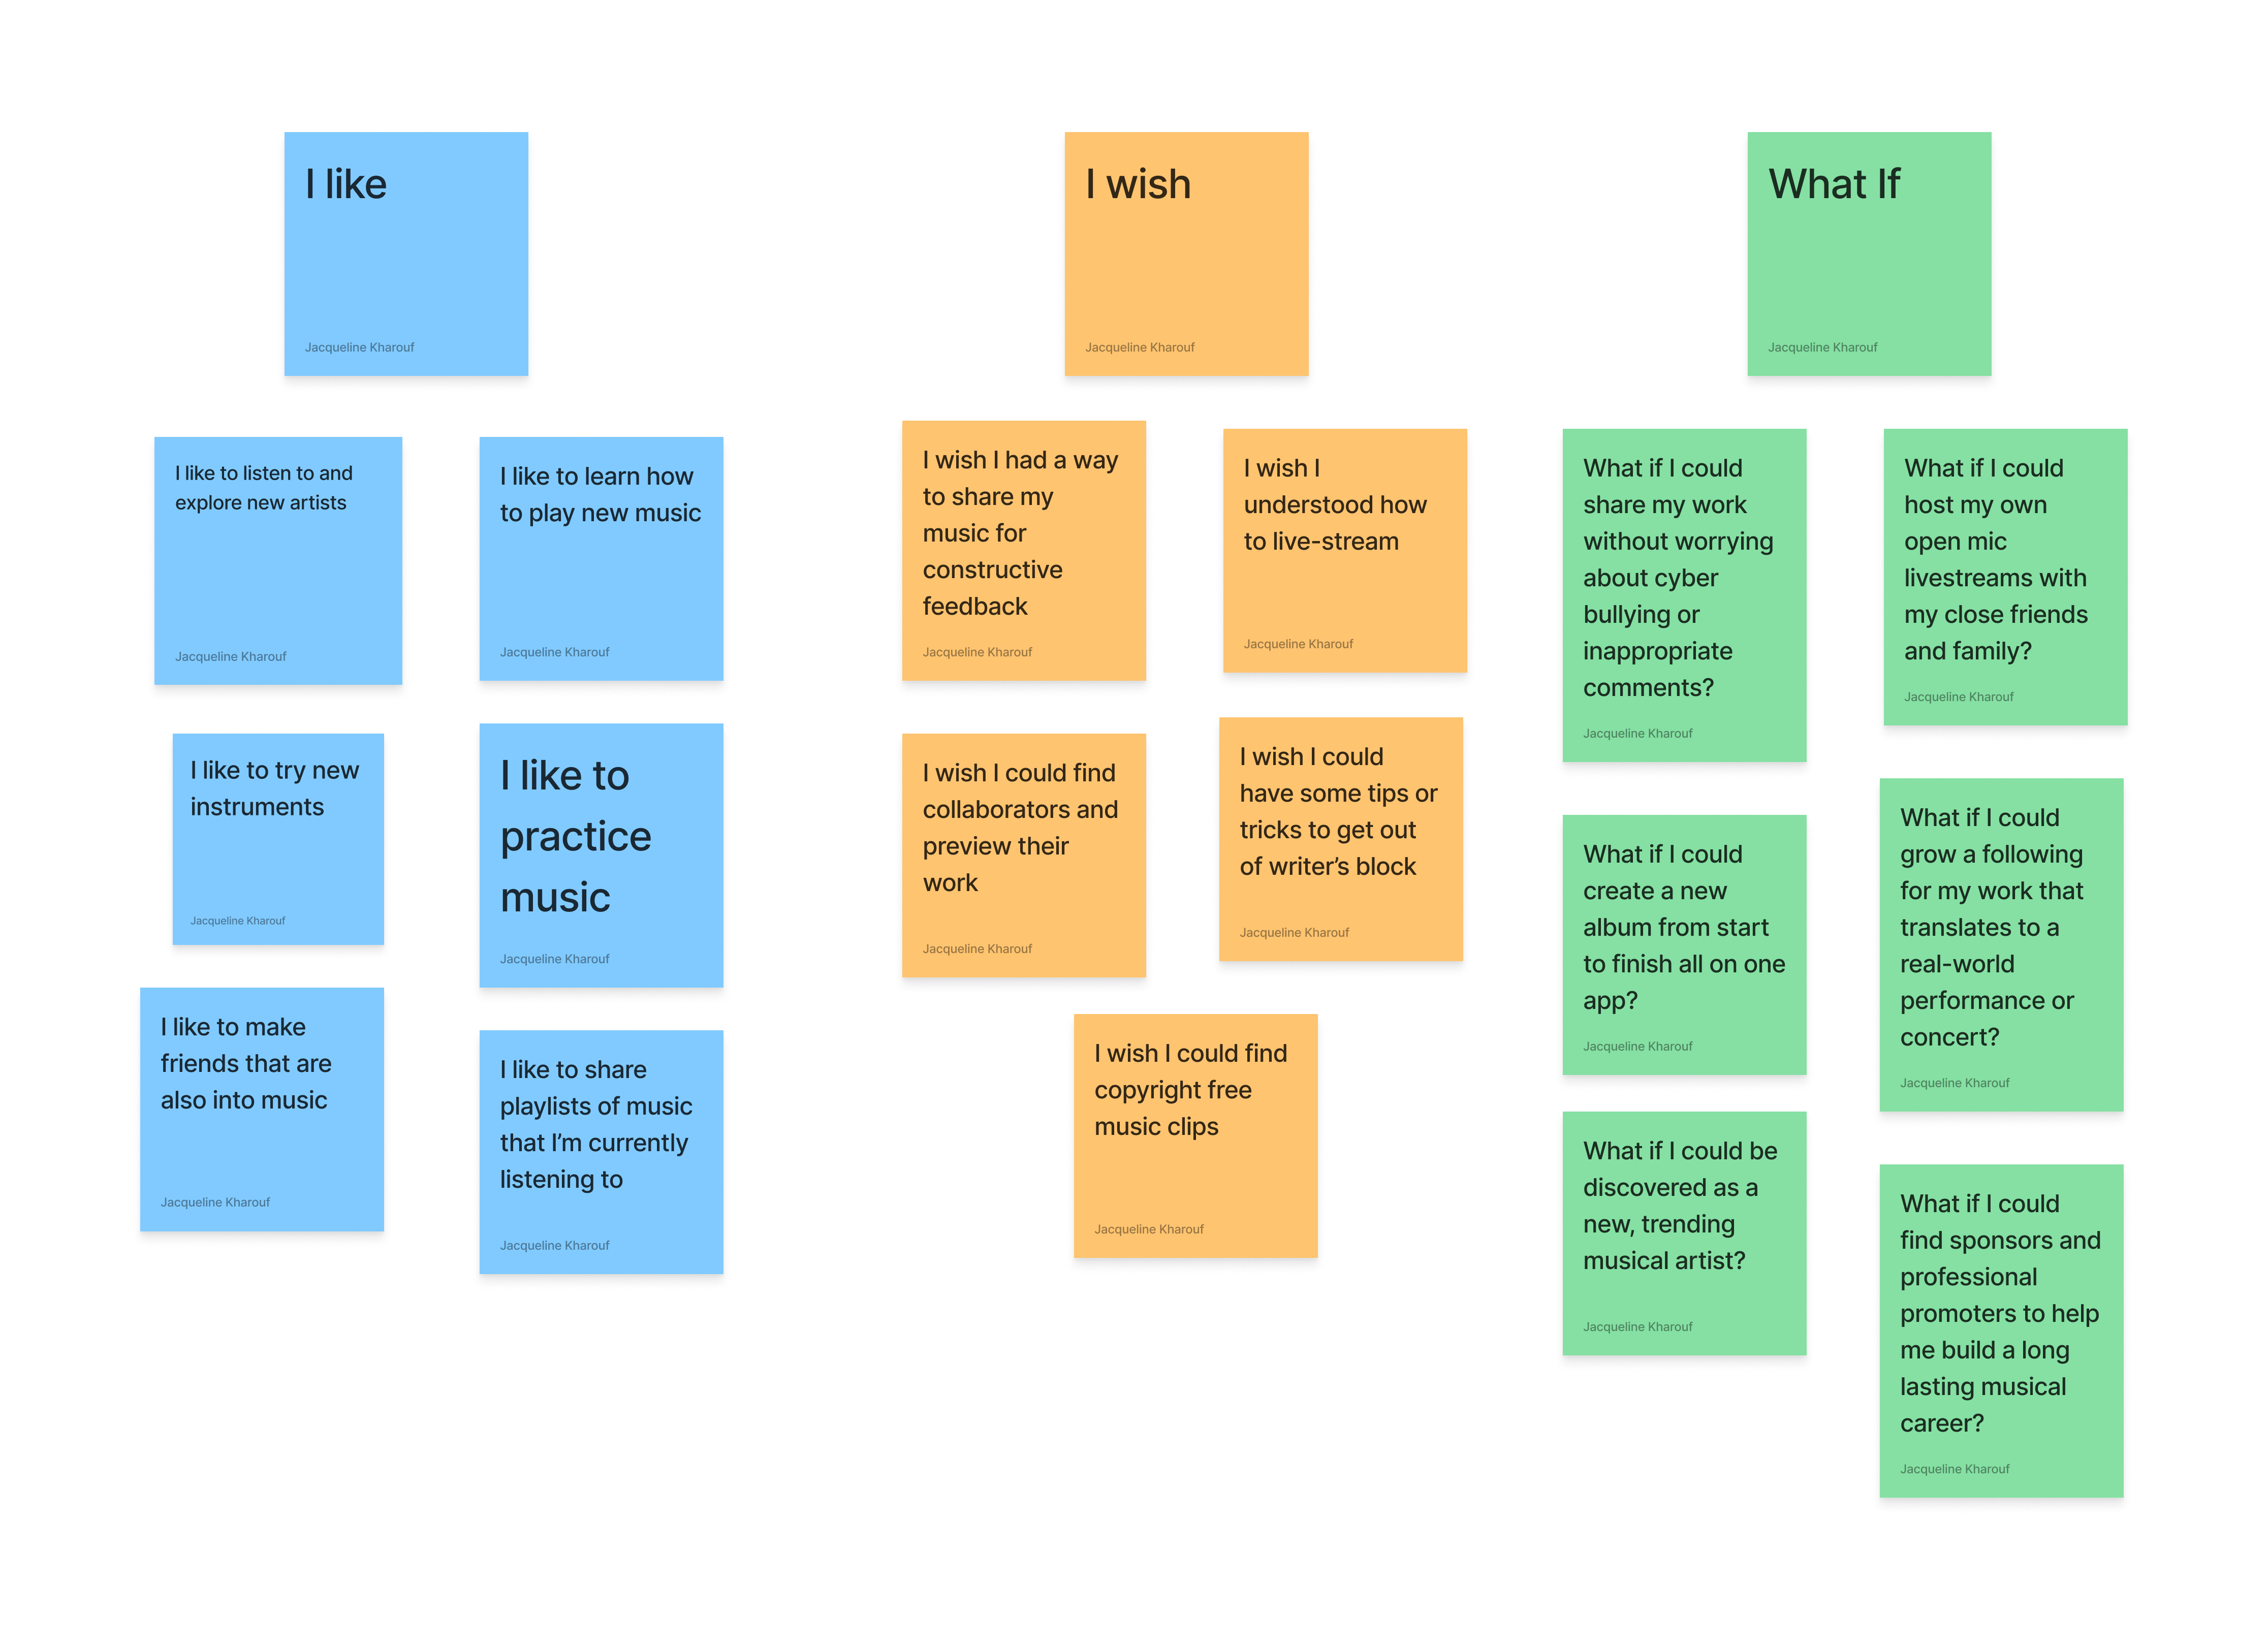 I like
Jacqueline Kharouf
I like to listen to and
explore new artists
Jacqueline Kharouf
I like to learn how
to play new music
Jacqueline Kharouf
I like to try new
instruments
Jacqueline Kharouf
I like to
practice
music
Jacqueline Kharouf
I like to make
friends that are
also into music
Jacqueline Kharouf
I like to share
playlists of music
that I’m currently
listening to
Jacqueline Kharouf
I wish
Jacqueline Kharouf
I wish I had a way
to share my
music for
constructive
feedback
Jacqueline Kharouf
I wish I
understood how
to live-stream
Jacqueline Kharouf
I wish I could find
collaborators and
preview their
work
Jacqueline Kharouf
I wish I could
have some tips or
tricks to get out
of writer’s block
Jacqueline Kharouf
I wish I could find
copyright free
music clips
Jacqueline Kharouf
What If
Jacqueline Kharouf
What if I could
share my work
without worrying
about cyber
bullying or
inappropriate
comments?
Jacqueline Kharouf
What if I could
host my own
open mic
livestreams with
my close friends
and family?
Jacqueline Kharouf
What if I could
create a new
album from start
to finish all on one
app?
Jacqueline Kharouf
What if I could
grow a following
for my work that
translates to a
real-world
performance or
concert?
Jacqueline Kharouf
What if I could be
discovered as a
new, trending
musical artist?
Jacqueline Kharouf
What if I could
find sponsors and
professional
promoters to help
me build a long
lasting musical
career?
Jacqueline Kharouf